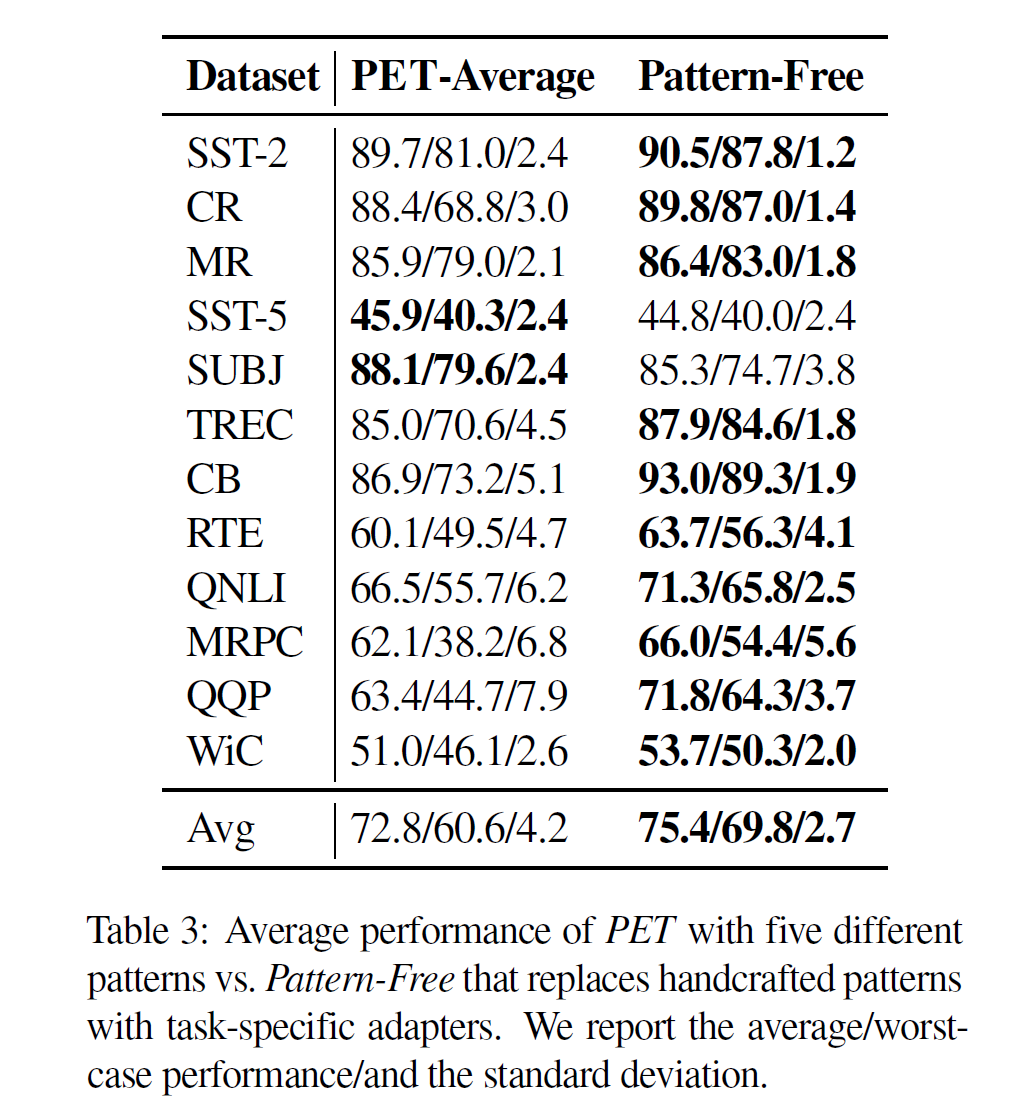 Dataset PET-Average Pattern-Free
SST-2 89.7/81.0/2.4 90.5/87.8/1.2
CR 88.4/68.8/3.0 89.8/87.0/1.4
MR 85.9/79.0/2.1 86.4/83.0/1.8
SST-5 45.9/40.3/2.4 44.8/40.0/2.4
SUBJ 88.1/79.6/2.4 85.3/74.7/3.8
TREC 85.0/70.6/4.5 87.9/84.6/1.8
CB 86.9/73.2/5.1 93.0/89.3/1.9
RTE 60.1/49.5/4.7 63.7/56.3/4.1
QNLI 66.5/55.7/6.2 71.3/65.8/2.5
MRPC 62.1/38.2/6.8 66.0/54.4/5.6
QQP 63.4/44.7/7.9 71.8/64.3/3.7
WiC 51.0/46.1/2.6 53.7/50.3/2.0
Avg 72.8/60.6/4.2 75.4/69.8/2.7
Table 3: Average performance of PET with five different
patterns vs. Pattern-Free that replaces handcrafted patterns
with task-specific adapters. We report the average/worst-
case performance/and the standard deviation.